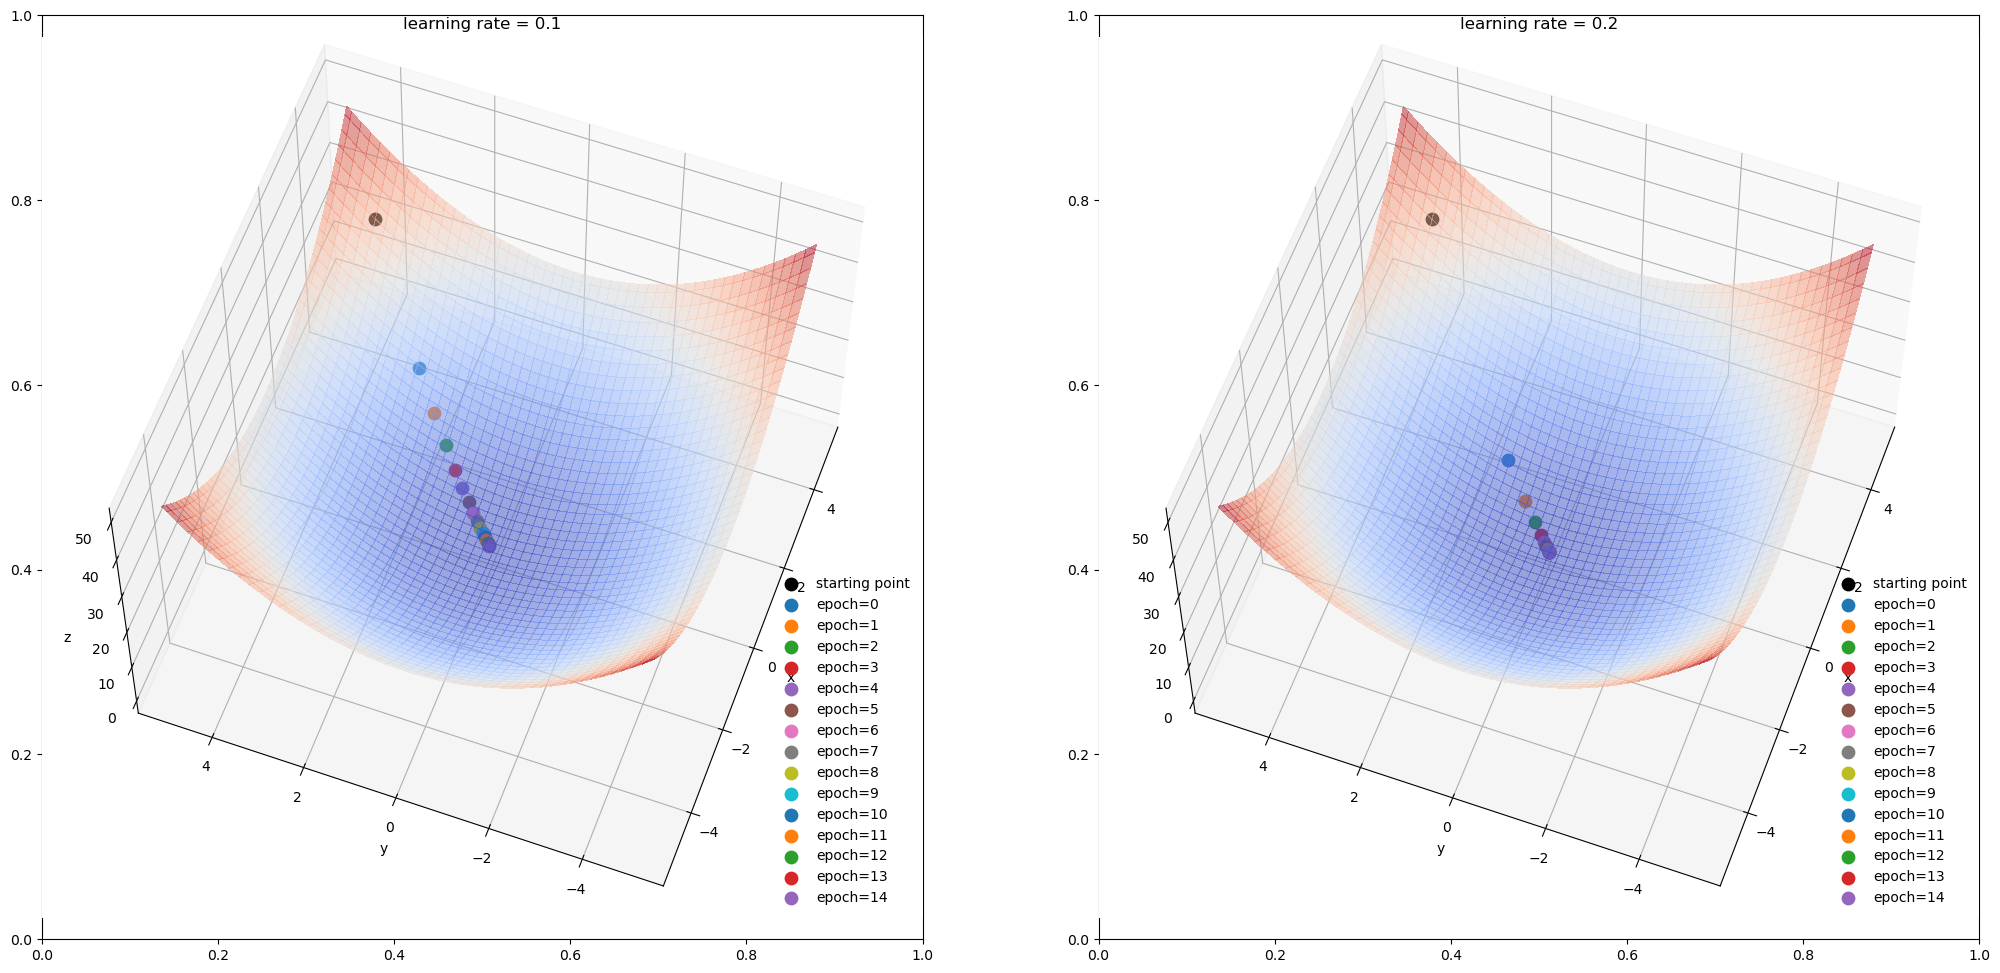 learning rate = 0.1
1.0
0.8
0.6
0.4
0.2
0.0
0.0
0.2
0.4
0.6
0.8
1.0
50
40
30
20
10
0
z
4
2
0
−2
−4
y
4
2
0
−2
−4
x
starting point
epoch=0
epoch=1
epoch=2
epoch=3
epoch=4
epoch=5
epoch=6
epoch=7
epoch=8
epoch=9
epoch=10
epoch=11
epoch=12
epoch=13
epoch=14
learning rate = 0.2
1.0
0.8
0.6
0.4
0.2
0.0
0.0
0.2
0.4
0.6
0.8
1.0
50
40
30
20
10
0
4
2
0
−2
−4
y
4
2
0
−2
−4
x
starting point
epoch=0
epoch=1
epoch=2
epoch=3
epoch=4
epoch=5
epoch=6
epoch=7
epoch=8
epoch=9
epoch=10
epoch=11
epoch=12
epoch=13
epoch=14